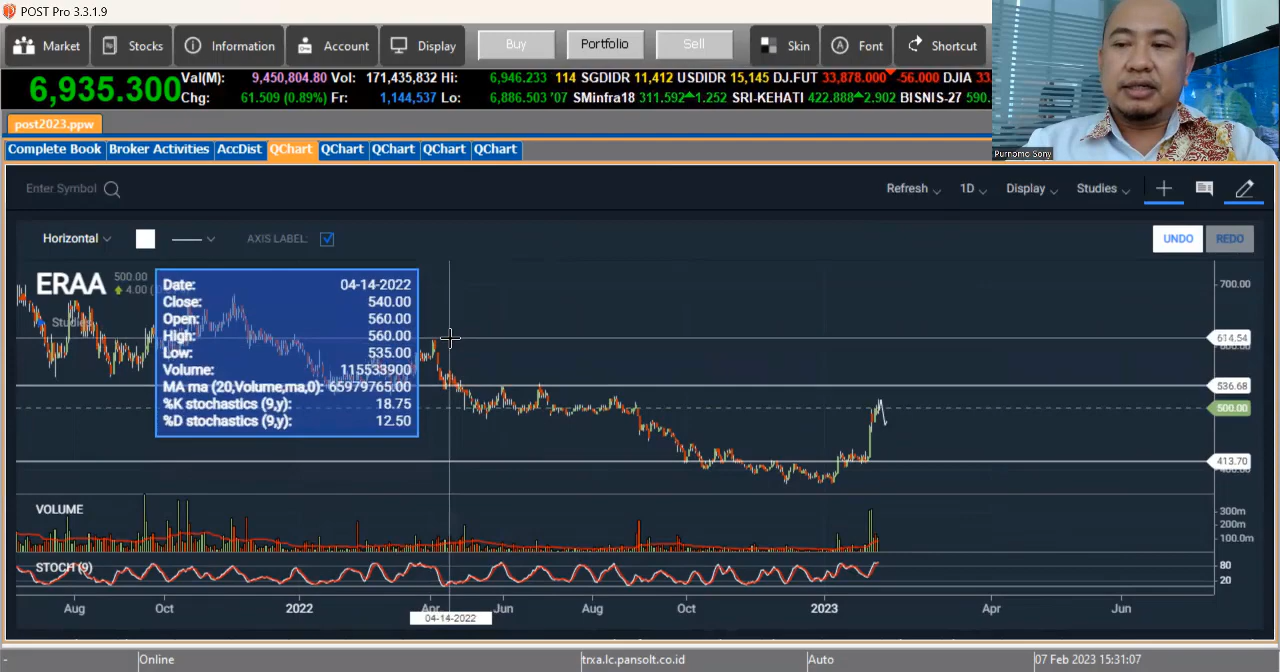 POST Pro 3.3.1.9
Market Stocks Information Account Display Buy Portfolio Sell Skin Font Shortcut
6,935.300 Val(M): 9,450,804.80 Vol: 171,435,832 Hi: 6,946.233 114 SGDIDR 11,412 USDIDR 15,145 DJ.FUT 33,878.000 -56.000 DJIA 33,
Chg: 61.509 (0.89%) Fr: 1,144,537 Lo: 6,886.503 '07 SMinfra18 311.592 1.252 SRI-KEHATI 422.888 2.902 BISNIS-27 590.
post2023.ppw
Complete Book Broker Activities AccDist QChart QChart QChart QChart QChart
Purnomo Sony
Enter Symbol Refresh 1D Display Studies
Horizontal AXIS LABEL: UNDO REDO
ERAA 500.00
4.00 (
Studies
Date: 04-14-2022
Close: 540.00
Open: 560.00
High: 560.00
Low: 535.00
Volume: 115533900
MA ma (20,Volume,ma,0): 65979765.00
%K stochastics (9,y): 18.75
%D stochastics (9,y): 12.50
700.00
614.54
600.00
536.68
500.00
413.70
400.00
VOLUME
300m
200m
100.0m
STOCH (9)
80
20
Aug Oct 2022 Apr Jun Aug Oct 2023 Apr Jun
04-14-2022
- Online trxa.lc.pansolt.co.id Auto 07 Feb 2023 15:31:07